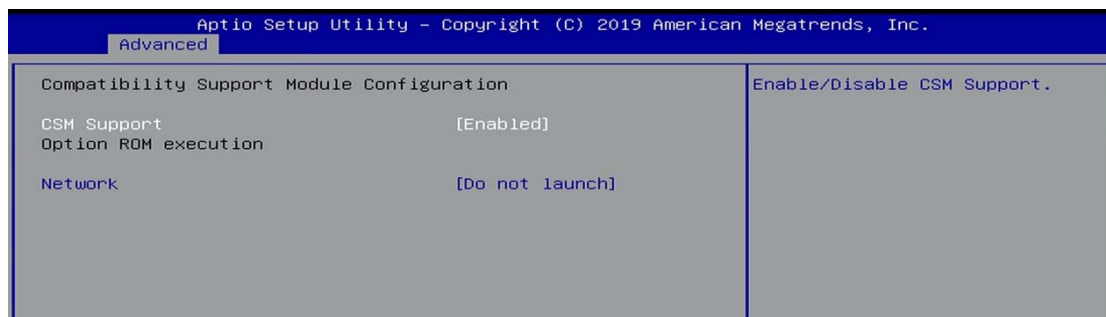 Aptio Setup Utility – Copyright (C) 2019 American Megatrends, Inc.
Advanced
Compatibility Support Module Configuration
Enable/Disable CSM Support.
CSM Support [Enabled]
Option ROM execution
Network [Do not launch]